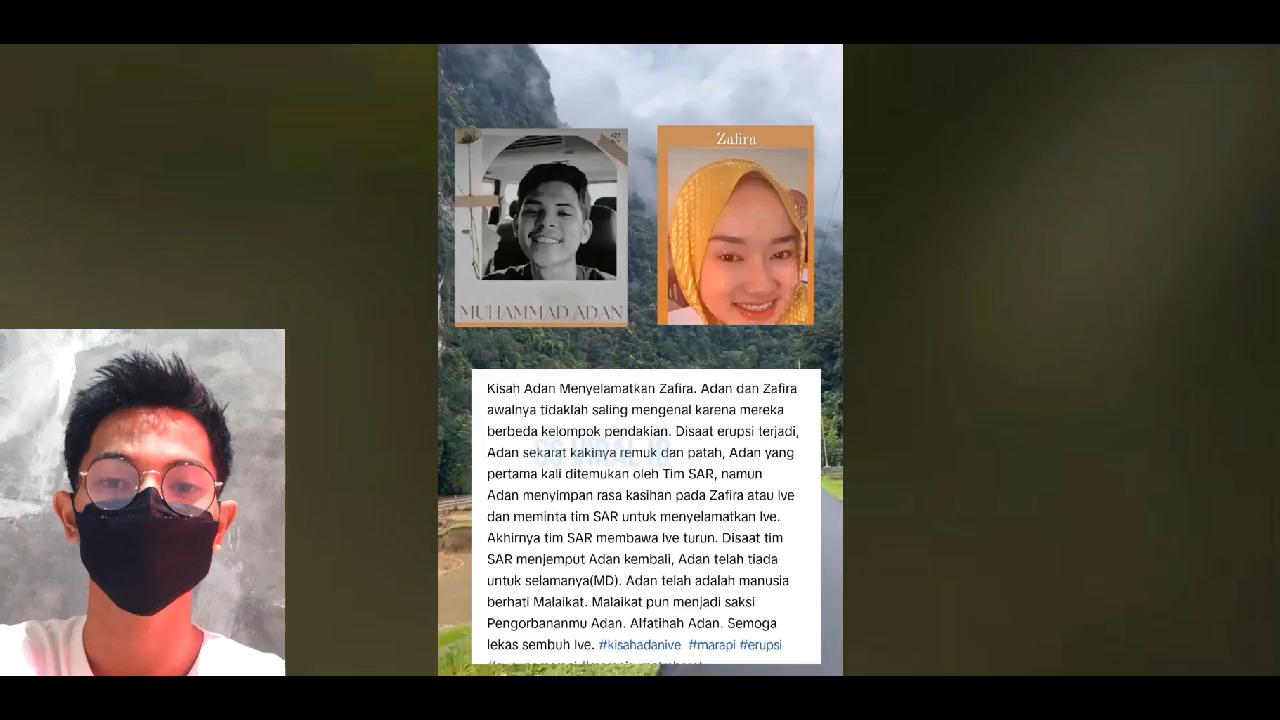 Zafira
MUHAMMAD ADAN
Kisah Adan Menyelamatkan Zafira. Adan dan Zafira
awalnya tidaklah saling mengenal karena mereka
berbeda kelompok pendakian. Disaat erupsi terjadi,
Adan sekarat kakinya remuk dan patah, Adan yang
pertama kali ditemukan oleh Tim SAR, namun
Adan menyimpan rasa kasihan pada Zafira atau Ive
dan meminta tim SAR untuk menyelamatkan Ive.
Akhirnya tim SAR membawa Ive turun. Disaat tim
SAR menjemput Adan kembali, Adan telah tiada
untuk selamanya(MD). Adan telah adalah manusia
berhati Malaikat. Malaikat pun menjadi saksi
Pengorbananmu Adan. Alfatihah Adan. Semoga
lekas sembuh Ive. #kisahadanive #marapi #erupsi